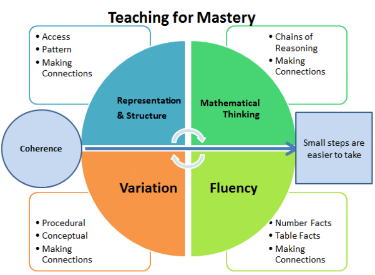 Teaching for Mastery
• Access
• Pattern
• Making
Connections
• Chains of
Reasoning
• Making
Connections
Representation
& Structure
Mathematical
Thinking
Coherence
Small steps are
easier to take
Variation
Fluency
• Procedural
• Conceptual
• Making
Connections
• Number Facts
• Table Facts
• Making
Connections